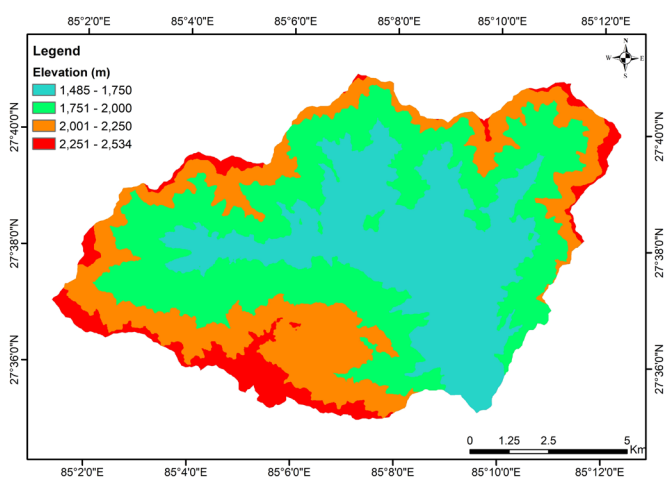 85°2'0"E 85°4'0"E 85°6'0"E 85°8'0"E 85°10'0"E 85°12'0"E
Legend
Elevation (m)
1,485 - 1,750
1,751 - 2,000
2,001 - 2,250
2,251 - 2,534
N
W E
S
27°40'0"N
27°38'0"N
27°36'0"N
27°40'0"N
27°38'0"N
27°36'0"N
0 1.25 2.5 5
Km
85°2'0"E 85°4'0"E 85°6'0"E 85°8'0"E 85°10'0"E 85°12'0"E